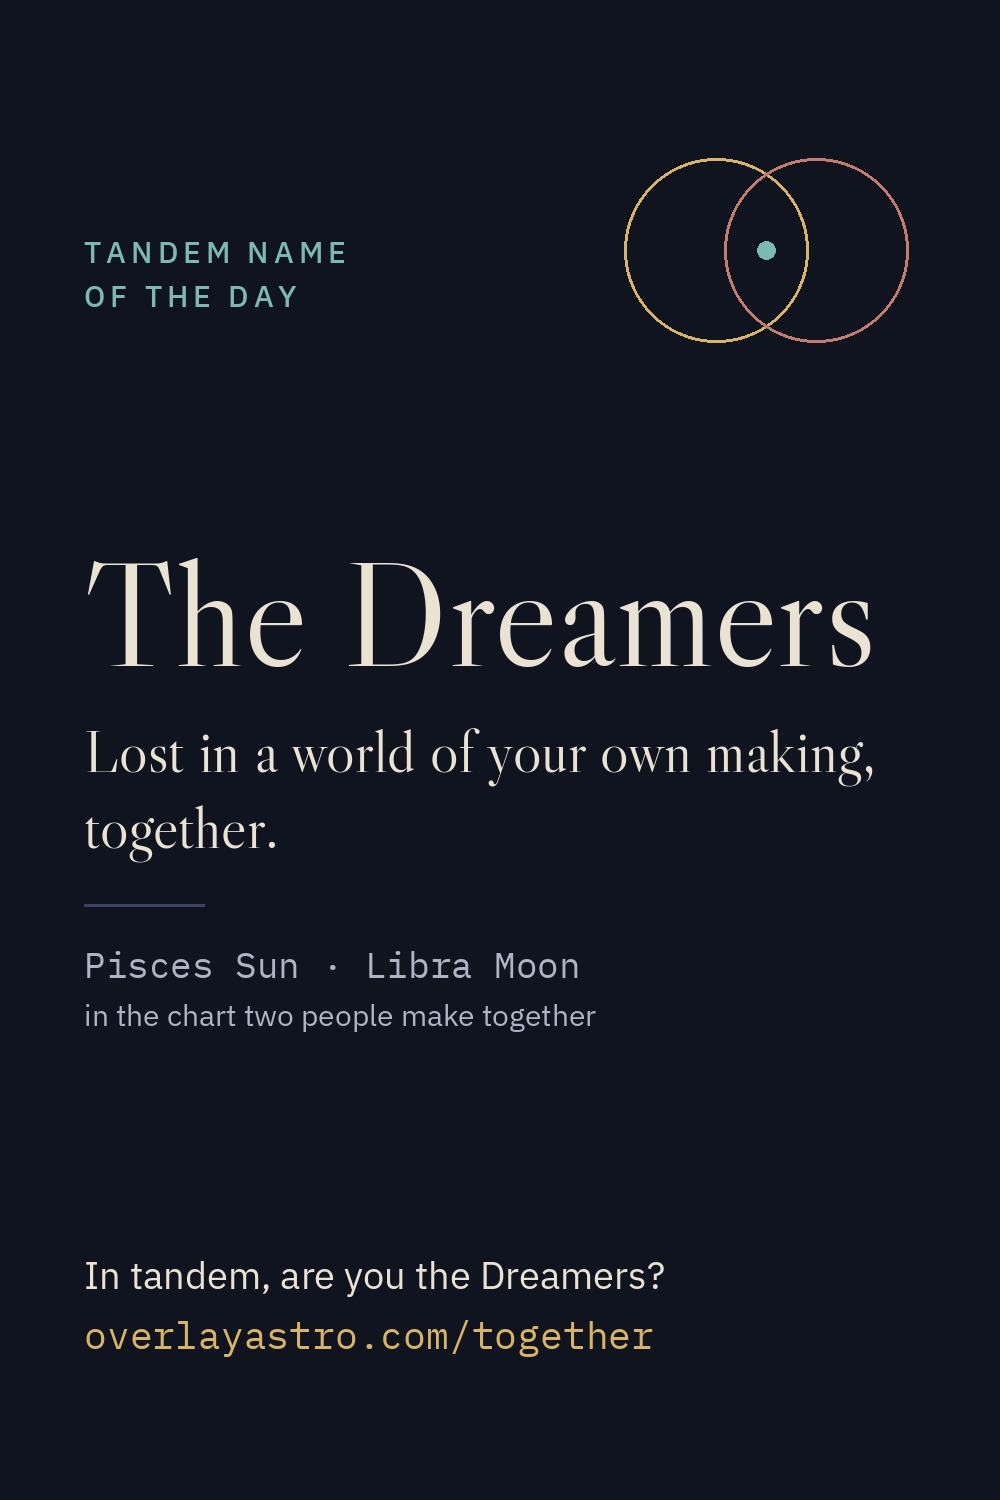 TANDEM NAME
OF THE DAY
The Dreamers
Lost in a world of your own making,
together.
Pisces Sun · Libra Moon
in the chart two people make together
In tandem, are you the Dreamers?
overlayastro.com/together